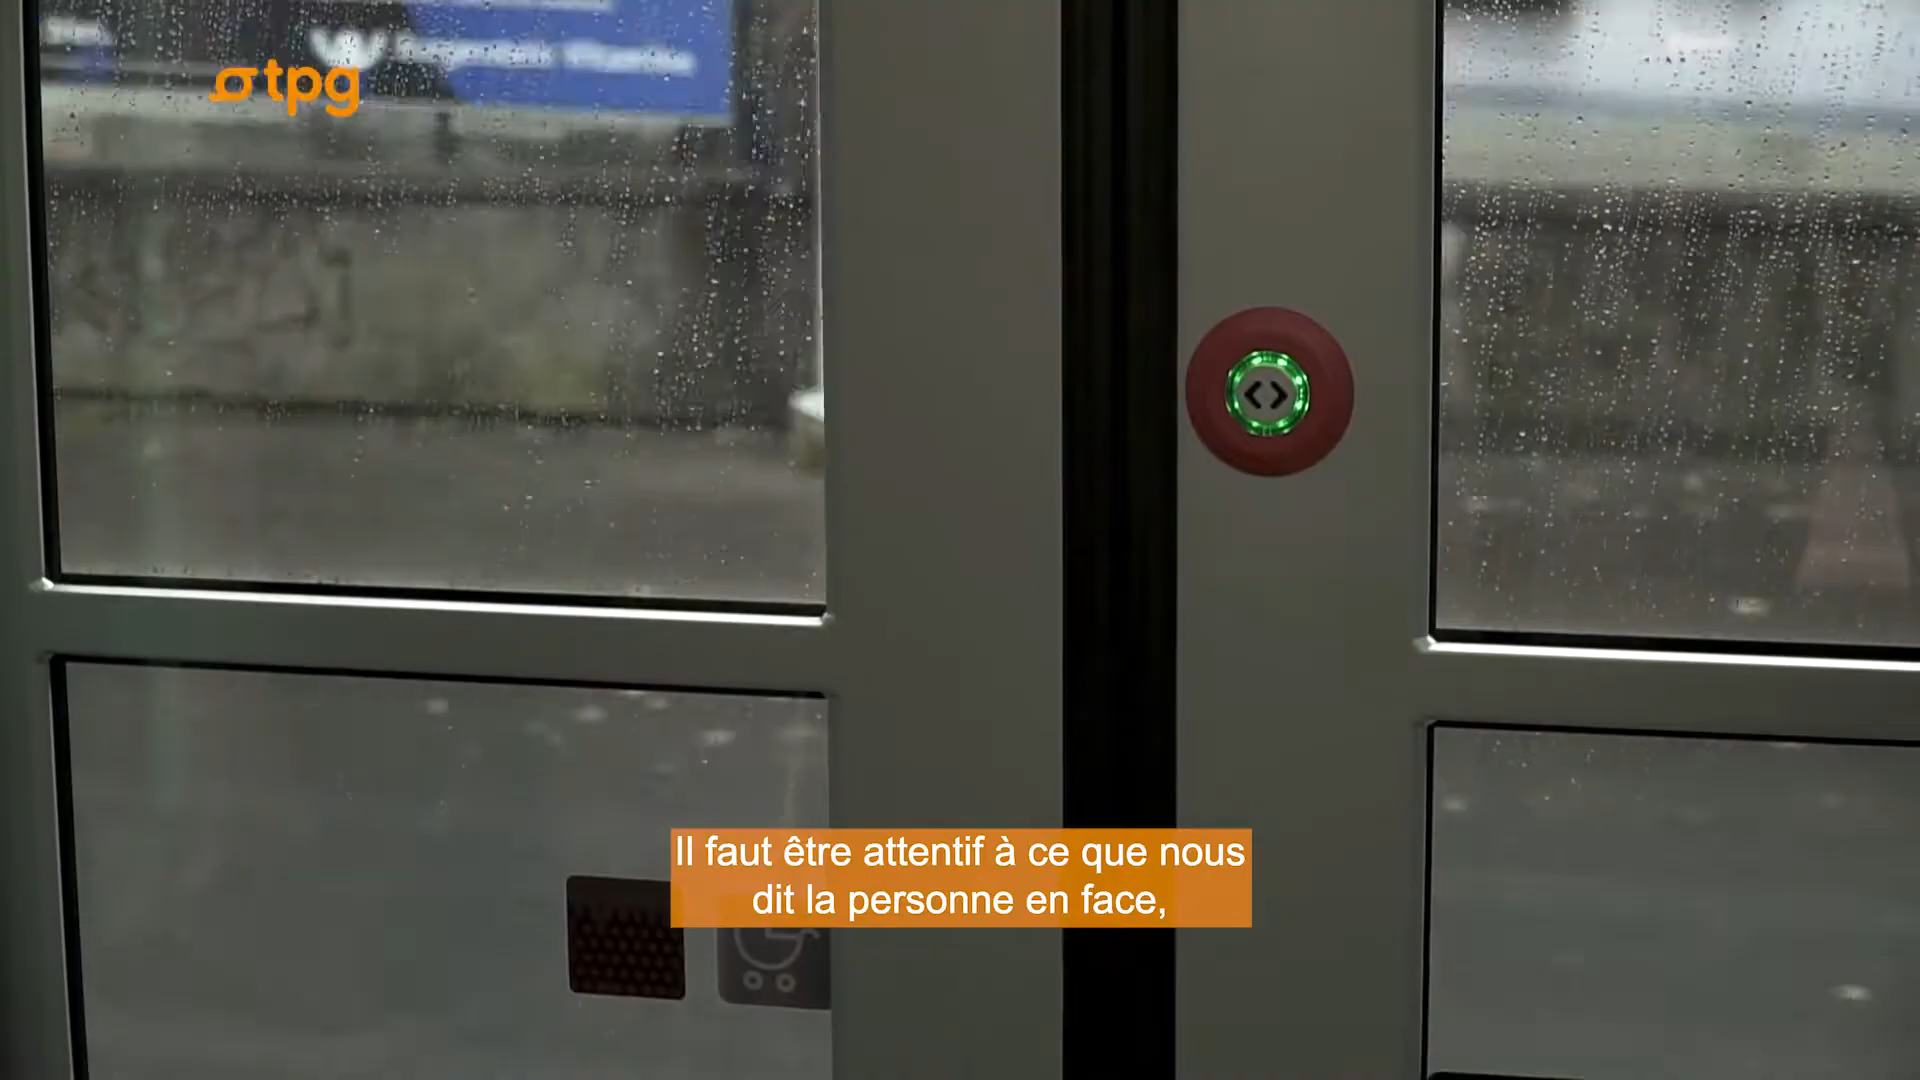 tpg
Il faut être attentif à ce que nous
dit la personne en face,